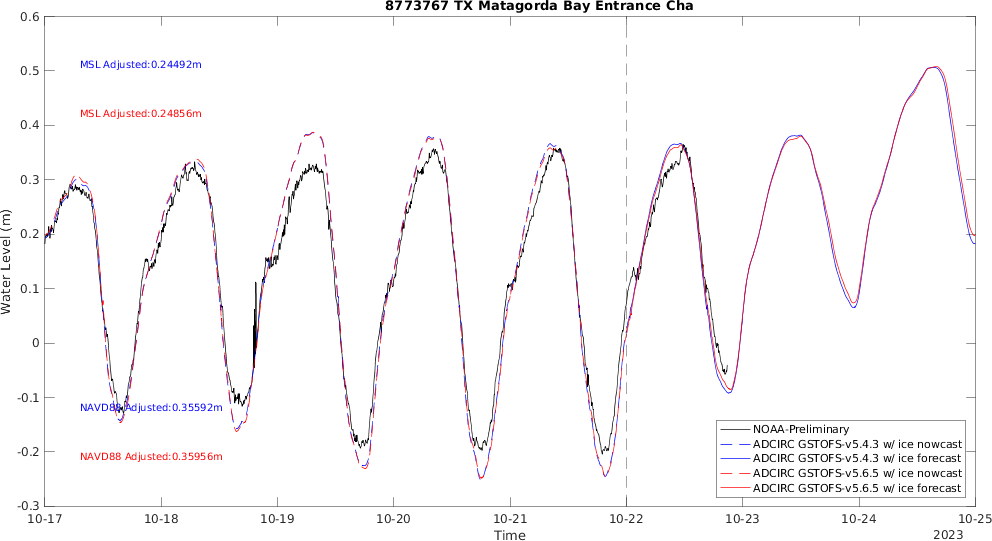 8773767 TX Matagorda Bay Entrance Cha
0.6
0.5
0.4
0.3
0.2
0.1
0
-0.1
-0.2
-0.3
Water Level (m)
MSL Adjusted:0.24492m
MSL Adjusted:0.24856m
NAVD88 Adjusted:0.35592m
NAVD88 Adjusted:0.35956m
NOAA-Preliminary
ADCIRC GSTOFS-v5.4.3 w/ ice nowcast
ADCIRC GSTOFS-v5.4.3 w/ ice forecast
ADCIRC GSTOFS-v5.6.5 w/ ice nowcast
ADCIRC GSTOFS-v5.6.5 w/ ice forecast
10-17 10-18 10-19 10-20 10-21 10-22 10-23 10-24 10-25
Time
2023